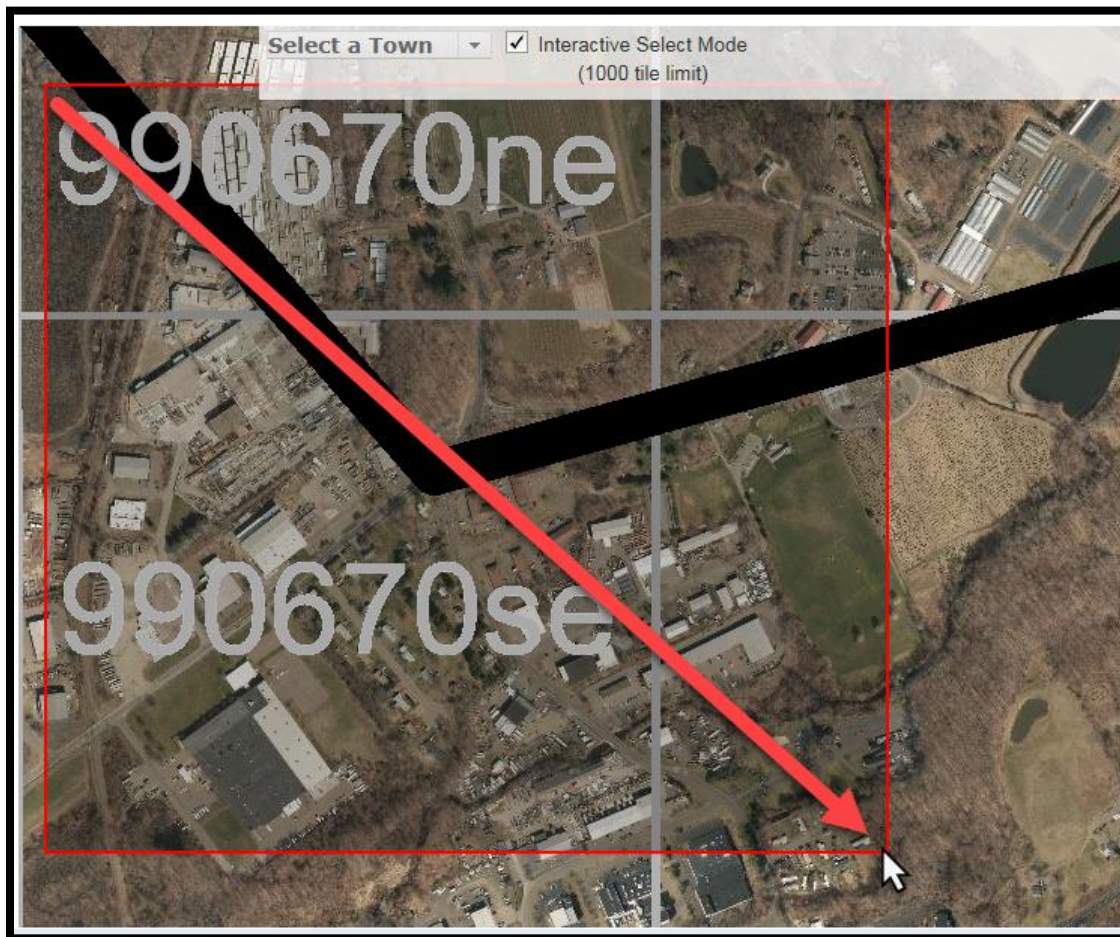 Select a Town
Interactive Select Mode
(1000 tile limit)
990670ne
990670se